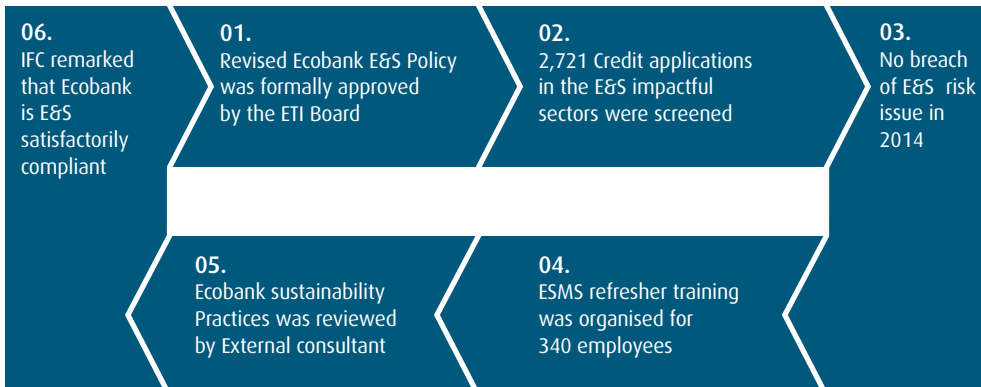 06.
IFC remarked
that Ecobank
is E&S
satisfactorily
compliant
01.
Revised Ecobank E&S Policy
was formally approved
by the ETI Board
02.
2,721 Credit applications
in the E&S impactful
sectors were screened
03.
No breach
of E&S risk
issue in
2014
05.
Ecobank sustainability
Practices was reviewed
by External consultant
04.
ESMS refresher training
was organised for
340 employees